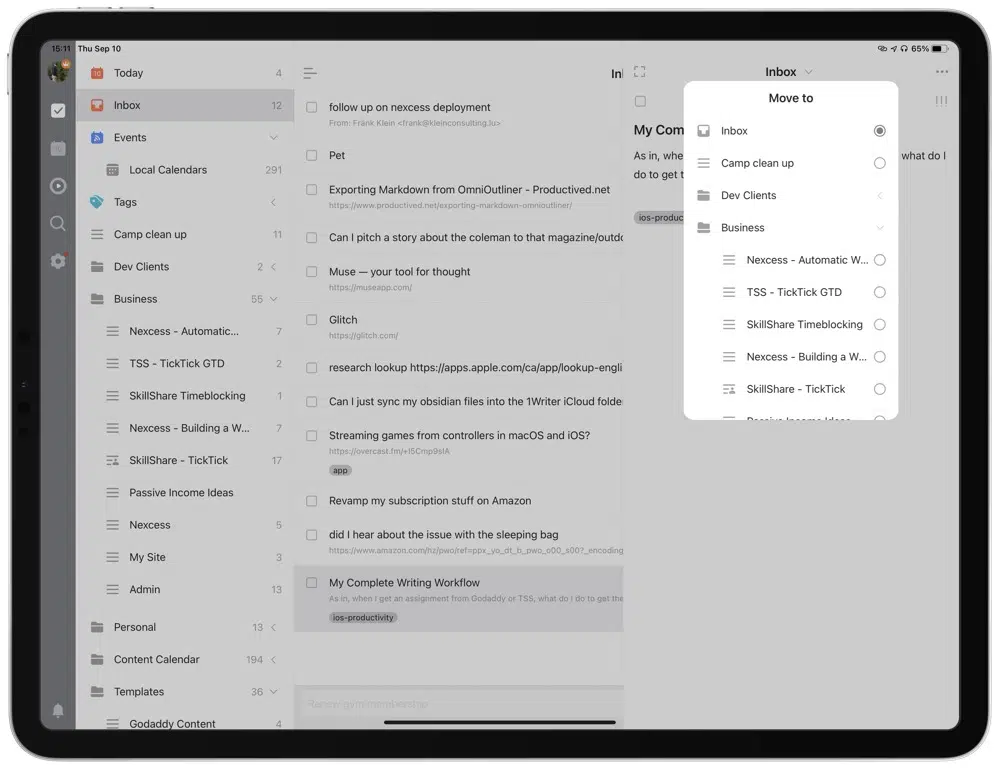 15:11 Thu Sep 10
65%
Today 4
Inbox 12
Events
Local Calendars 291
Tags
Camp clean up 11
Dev Clients 2
Business 55
Nexcess - Automatic... 7
TSS - TickTick GTD 2
SkillShare Timeblocking 1
Nexcess - Building a W... 7
SkillShare - TickTick 17
Passive Income Ideas
Nexcess 5
My Site 3
Admin 13
Personal 13
Content Calendar 194
Templates 36
Godaddy Content 4
follow up on nexcess deployment
From: Frank Klein <frank@kleinconsulting.lu>
Pet
Exporting Markdown from OmniOutliner - Productived.net
https://www.productived.net/exporting-markdown-omnioutliner/
Can I pitch a story about the coleman to that magazine/outdo
Muse — your tool for thought
https://museapp.com/
Glitch
https://glitch.com/
research lookup https://apps.apple.com/ca/app/lookup-engli
Can I just sync my obsidian files into the 1Writer iCloud folde
Streaming games from controllers in macOS and iOS?
https://overcast.fm/+I5Cmp9sIA
app
Revamp my subscription stuff on Amazon
did I hear about the issue with the sleeping bag
https://www.amazon.com/hz/pwo/ref=ppx_yo_dt_b_pwo_o00_s00?_encoding
My Complete Writing Workflow
As in, when I get an assignment from Godaddy or TSS, what do I do to get the
ios-productivity
Inbox
My Com
As in, whe what do I
do to get t
ios-produc
Move to
Inbox
Camp clean up
Dev Clients
Business
Nexcess - Automatic W...
TSS - TickTick GTD
SkillShare Timeblocking
Nexcess - Building a W...
SkillShare - TickTick
Passive Income Ideas